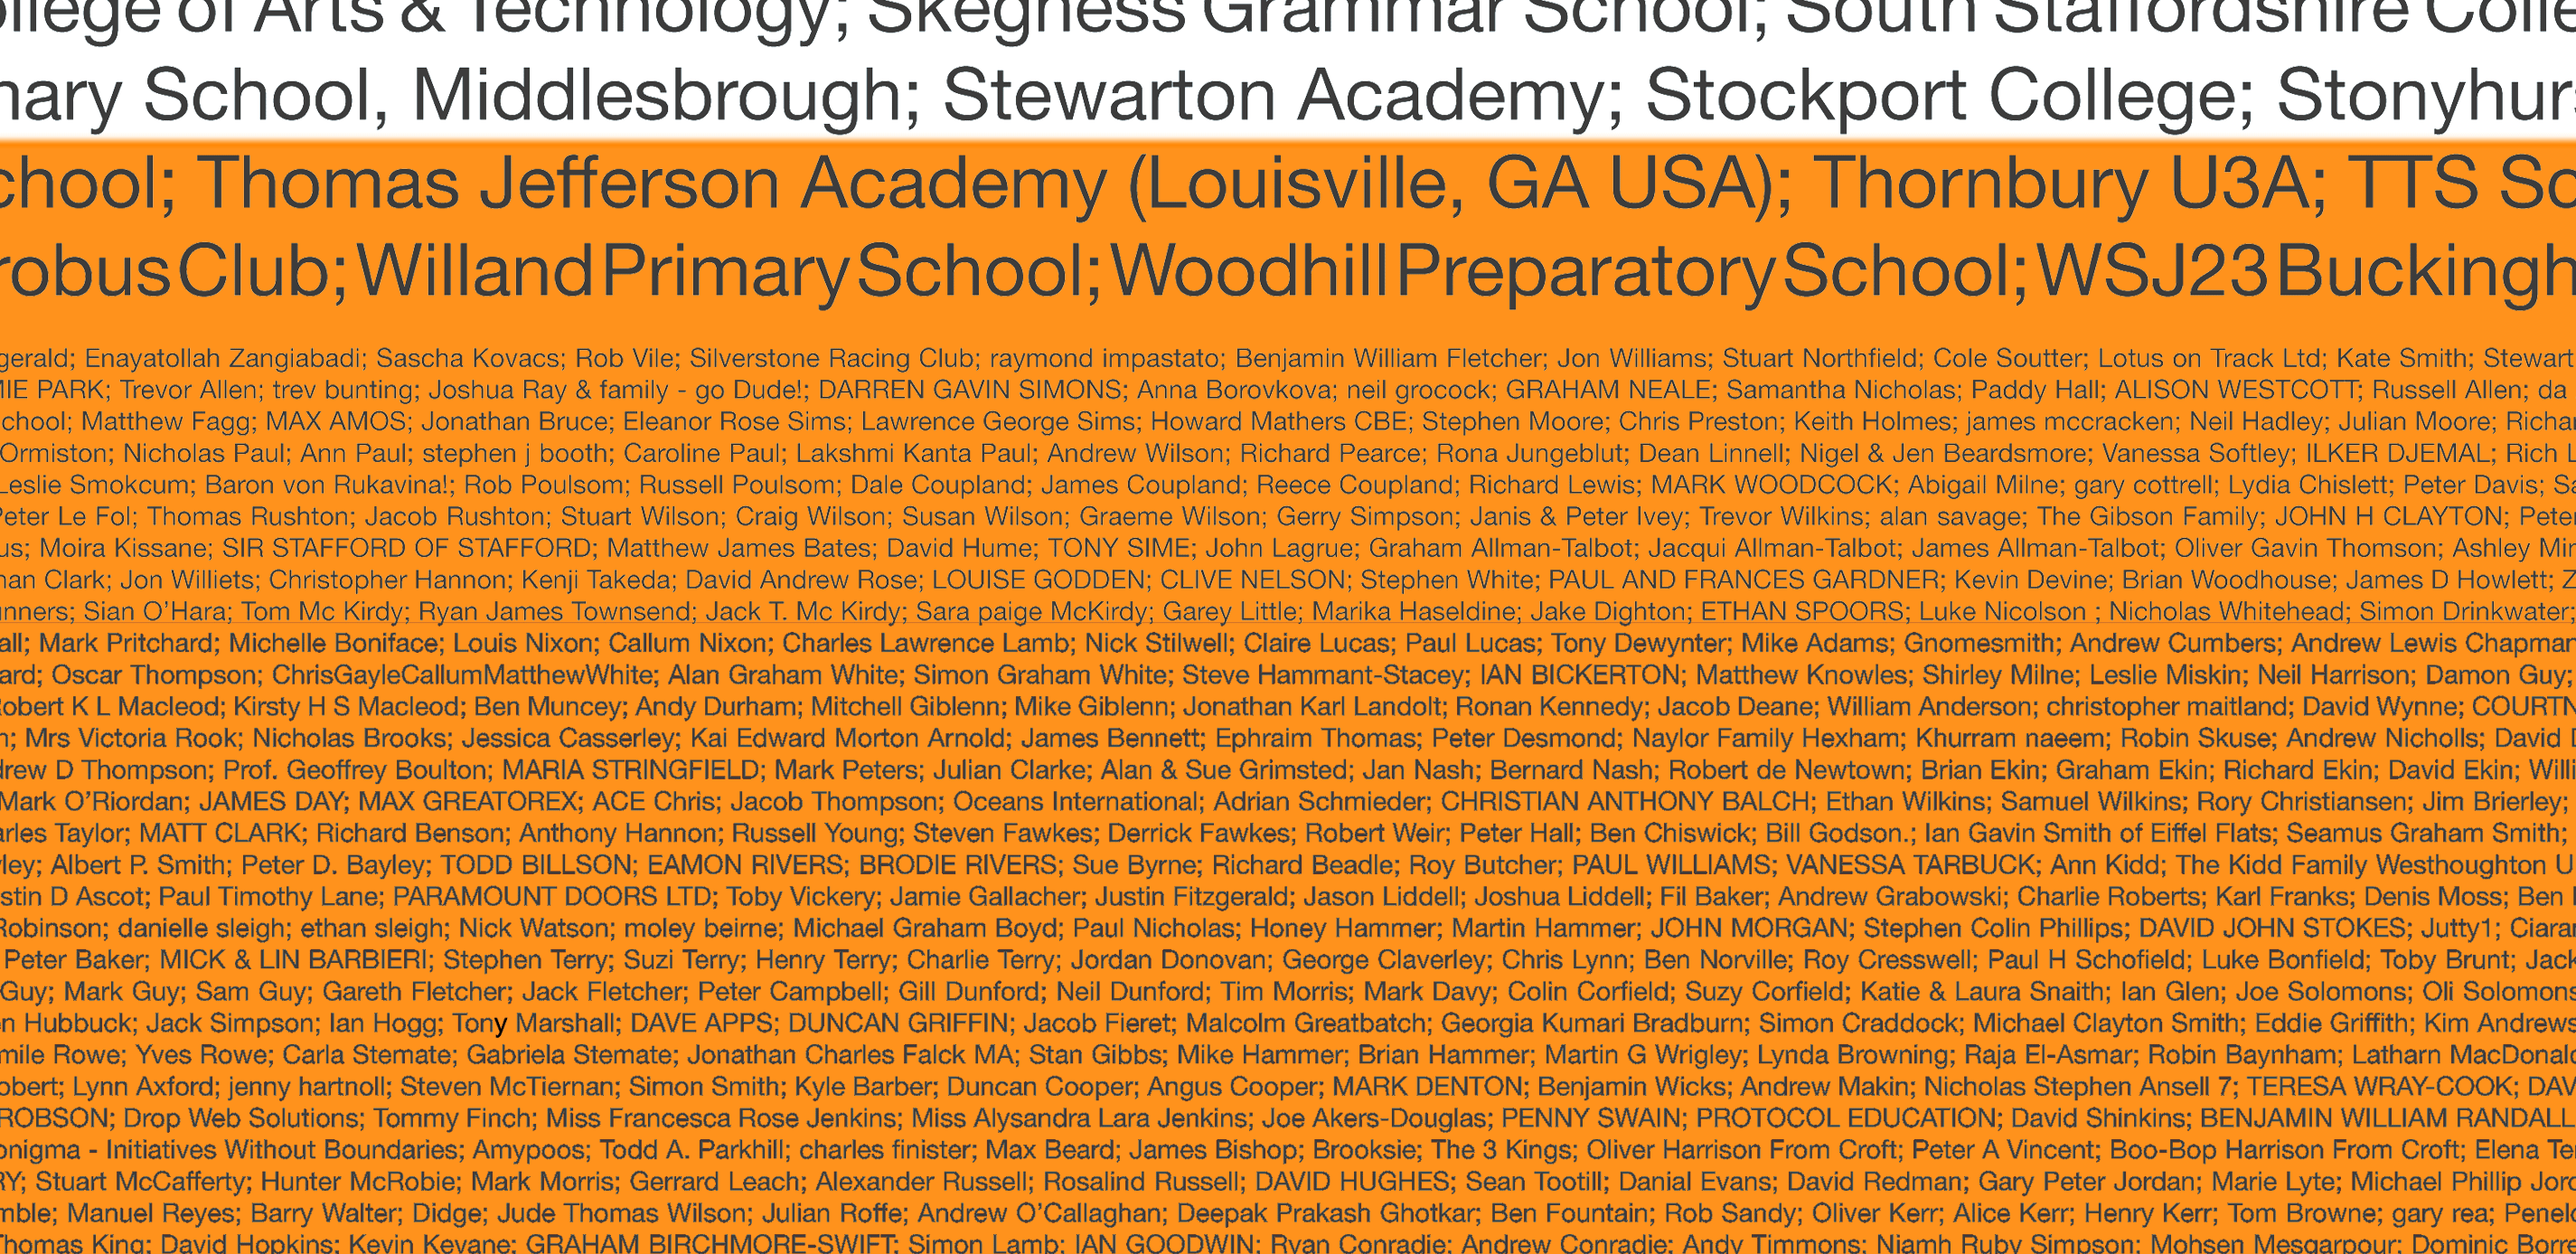 ollege of Arts & Technology; Skegness Grammar School; South Staffordshire Colle
mary School, Middlesbrough; Stewarton Academy; Stockport College; Stonyhurs
chool; Thomas Jefferson Academy (Louisville, GA USA); Thornbury U3A; TTS Sc
robus Club; Willand Primary School; Woodhill Preparatory School; WSJ23 Buckingh
gerald; Enayatollah Zangiabadi; Sascha Kovacs; Rob Vile; Silverstone Racing Club; raymond impastato; Benjamin William Fletcher; Jon Williams; Stuart Northfield; Cole Soutter; Lotus on Track Ltd; Kate Smith; Stewart
MIE PARK; Trevor Allen; trev bunting; Joshua Ray & family - go Dude!; DARREN GAVIN SIMONS; Anna Borovkova; neil grocock; GRAHAM NEALE; Samantha Nicholas; Paddy Hall; ALISON WESTCOTT; Russell Allen; da
chool; Matthew Fagg; MAX AMOS; Jonathan Bruce; Eleanor Rose Sims; Lawrence George Sims; Howard Mathers CBE; Stephen Moore; Chris Preston; Keith Holmes; james mccracken; Neil Hadley; Julian Moore; Richar
Ormiston; Nicholas Paul; Ann Paul; stephen j booth; Caroline Paul; Lakshmi Kanta Paul; Andrew Wilson; Richard Pearce; Rona Jungeblut; Dean Linnell; Nigel & Jen Beardsmore; Vanessa Softley; ILKER DJEMAL; Rich L
Leslie Smokcum; Baron von Rukavina!; Rob Poulsom; Russell Poulsom; Dale Coupland; James Coupland; Reece Coupland; Richard Lewis; MARK WOODCOCK; Abigail Milne; gary cottrell; Lydia Chislett; Peter Davis; Sa
Peter Le Fol; Thomas Rushton; Jacob Rushton; Stuart Wilson; Craig Wilson; Susan Wilson; Graeme Wilson; Gerry Simpson; Janis & Peter Ivey; Trevor Wilkins; alan savage; The Gibson Family; JOHN H CLAYTON; Peter
us; Moira Kissane; SIR STAFFORD OF STAFFORD; Matthew James Bates; David Hume; TONY SIME; John Lagrue; Graham Allman-Talbot; Jacqui Allman-Talbot; James Allman-Talbot; Oliver Gavin Thomson; Ashley Min
nan Clark; Jon Williets; Christopher Hannon; Kenji Takeda; David Andrew Rose; LOUISE GODDEN; CLIVE NELSON; Stephen White; PAUL AND FRANCES GARDNER; Kevin Devine; Brian Woodhouse; James D Howlett; Z
unners; Sian O'Hara; Tom Mc Kirdy; Ryan James Townsend; Jack T. Mc Kirdy; Sara paige McKirdy; Garey Little; Marika Haseldine; Jake Dighton; ETHAN SPOORS; Luke Nicolson ; Nicholas Whitehead; Simon Drinkwater;
all; Mark Pritchard; Michelle Boniface; Louis Nixon; Callum Nixon; Charles Lawrence Lamb; Nick Stilwell; Claire Lucas; Paul Lucas; Tony Dewynter; Mike Adams; Gnomesmith; Andrew Cumbers; Andrew Lewis Chapman
ard; Oscar Thompson; ChrisGayleCallumMatthewWhite; Alan Graham White; Simon Graham White; Steve Hammant-Stacey; IAN BICKERTON; Matthew Knowles; Shirley Milne; Leslie Miskin; Neil Harrison; Damon Guy;
obert K L Macleod; Kirsty H S Macleod; Ben Muncey; Andy Durham; Mitchell Giblenn; Mike Giblenn; Jonathan Karl Landolt; Ronan Kennedy; Jacob Deane; William Anderson; christopher maitland; David Wynne; COURTN
n; Mrs Victoria Rook; Nicholas Brooks; Jessica Casserley; Kai Edward Morton Arnold; James Bennett; Ephraim Thomas; Peter Desmond; Naylor Family Hexham; Khurram naeem; Robin Skuse; Andrew Nicholls; David D
drew D Thompson; Prof. Geoffrey Boulton; MARIA STRINGFIELD; Mark Peters; Julian Clarke; Alan & Sue Grimsted; Jan Nash; Bernard Nash; Robert de Newtown; Brian Ekin; Graham Ekin; Richard Ekin; David Ekin; Willi
Mark O'Riordan; JAMES DAY; MAX GREATOREX; ACE Chris; Jacob Thompson; Oceans International; Adrian Schmieder; CHRISTIAN ANTHONY BALCH; Ethan Wilkins; Samuel Wilkins; Rory Christiansen; Jim Brierley;
arles Taylor; MATT CLARK; Richard Benson; Anthony Hannon; Russell Young; Steven Fawkes; Derrick Fawkes; Robert Weir; Peter Hall; Ben Chiswick; Bill Godson.; Ian Gavin Smith of Eiffel Flats; Seamus Graham Smith;
ley; Albert P. Smith; Peter D. Bayley; TODD BILLSON; EAMON RIVERS; BRODIE RIVERS; Sue Byrne; Richard Beadle; Roy Butcher; PAUL WILLIAMS; VANESSA TARBUCK; Ann Kidd; The Kidd Family Westhoughton U
stin D Ascot; Paul Timothy Lane; PARAMOUNT DOORS LTD; Toby Vickery; Jamie Gallacher; Justin Fitzgerald; Jason Liddell; Joshua Liddell; Fil Baker; Andrew Grabowski; Charlie Roberts; Karl Franks; Denis Moss; Ben
Robinson; danielle sleigh; ethan sleigh; Nick Watson; moley beirne; Michael Graham Boyd; Paul Nicholas; Honey Hammer; Martin Hammer; JOHN MORGAN; Stephen Colin Phillips; DAVID JOHN STOKES; Jutty1; Ciaran
Peter Baker; MICK & LIN BARBIERI; Stephen Terry; Suzi Terry; Henry Terry; Charlie Terry; Jordan Donovan; George Claverley; Chris Lynn; Ben Norville; Roy Cresswell; Paul H Schofield; Luke Bonfield; Toby Brunt; Jack
Guy; Mark Guy; Sam Guy; Gareth Fletcher; Jack Fletcher; Peter Campbell; Gill Dunford; Neil Dunford; Tim Morris; Mark Davy; Colin Corfield; Suzy Corfield; Katie & Laura Snaith; Ian Glen; Joe Solomons; Oli Solomons
n Hubbuck; Jack Simpson; Ian Hogg; Tony Marshall; DAVE APPS; DUNCAN GRIFFIN; Jacob Fieret; Malcolm Greatbatch; Georgia Kumari Bradburn; Simon Craddock; Michael Clayton Smith; Eddie Griffith; Kim Andrews
mile Rowe; Yves Rowe; Carla Stemate; Gabriela Stemate; Jonathan Charles Falck MA; Stan Gibbs; Mike Hammer; Brian Hammer; Martin G Wrigley; Lynda Browning; Raja El-Asmar; Robin Baynham; Latharn MacDonald
obert; Lynn Axford; jenny hartnoll; Steven McTiernan; Simon Smith; Kyle Barber; Duncan Cooper; Angus Cooper; MARK DENTON; Benjamin Wicks; Andrew Makin; Nicholas Stephen Ansell 7; TERESA WRAY-COOK; DAV
ROBSON; Drop Web Solutions; Tommy Finch; Miss Francesca Rose Jenkins; Miss Alysandra Lara Jenkins; Joe Akers-Douglas; PENNY SWAIN; PROTOCOL EDUCATION; David Shinkins; BENJAMIN WILLIAM RANDALL
onigma - Initiatives Without Boundaries; Amypoos; Todd A. Parkhill; charles finister; Max Beard; James Bishop; Brooksie; The 3 Kings; Oliver Harrison From Croft; Peter A Vincent; Boo-Bop Harrison From Croft; Elena Te
RY; Stuart McCafferty; Hunter McRobie; Mark Morris; Gerrard Leach; Alexander Russell; Rosalind Russell; DAVID HUGHES; Sean Tootill; Danial Evans; David Redman; Gary Peter Jordan; Marie Lyte; Michael Phillip Jord
mble; Manuel Reyes; Barry Walter; Didge; Jude Thomas Wilson; Julian Roffe; Andrew O'Callaghan; Deepak Prakash Ghotkar; Ben Fountain; Rob Sandy; Oliver Kerr; Alice Kerr; Henry Kerr; Tom Browne; gary rea; Penelo
Thomas King; David Hopkins; Kevin Kevane; GRAHAM BIRCHMORE-SWIFT; Simon Lamb; IAN GOODWIN; Ryan Conradie; Andrew Conradie; Andy Timmons; Niamh Ruby Simpson; Mohsen Mesgarpour; Dominic Borr